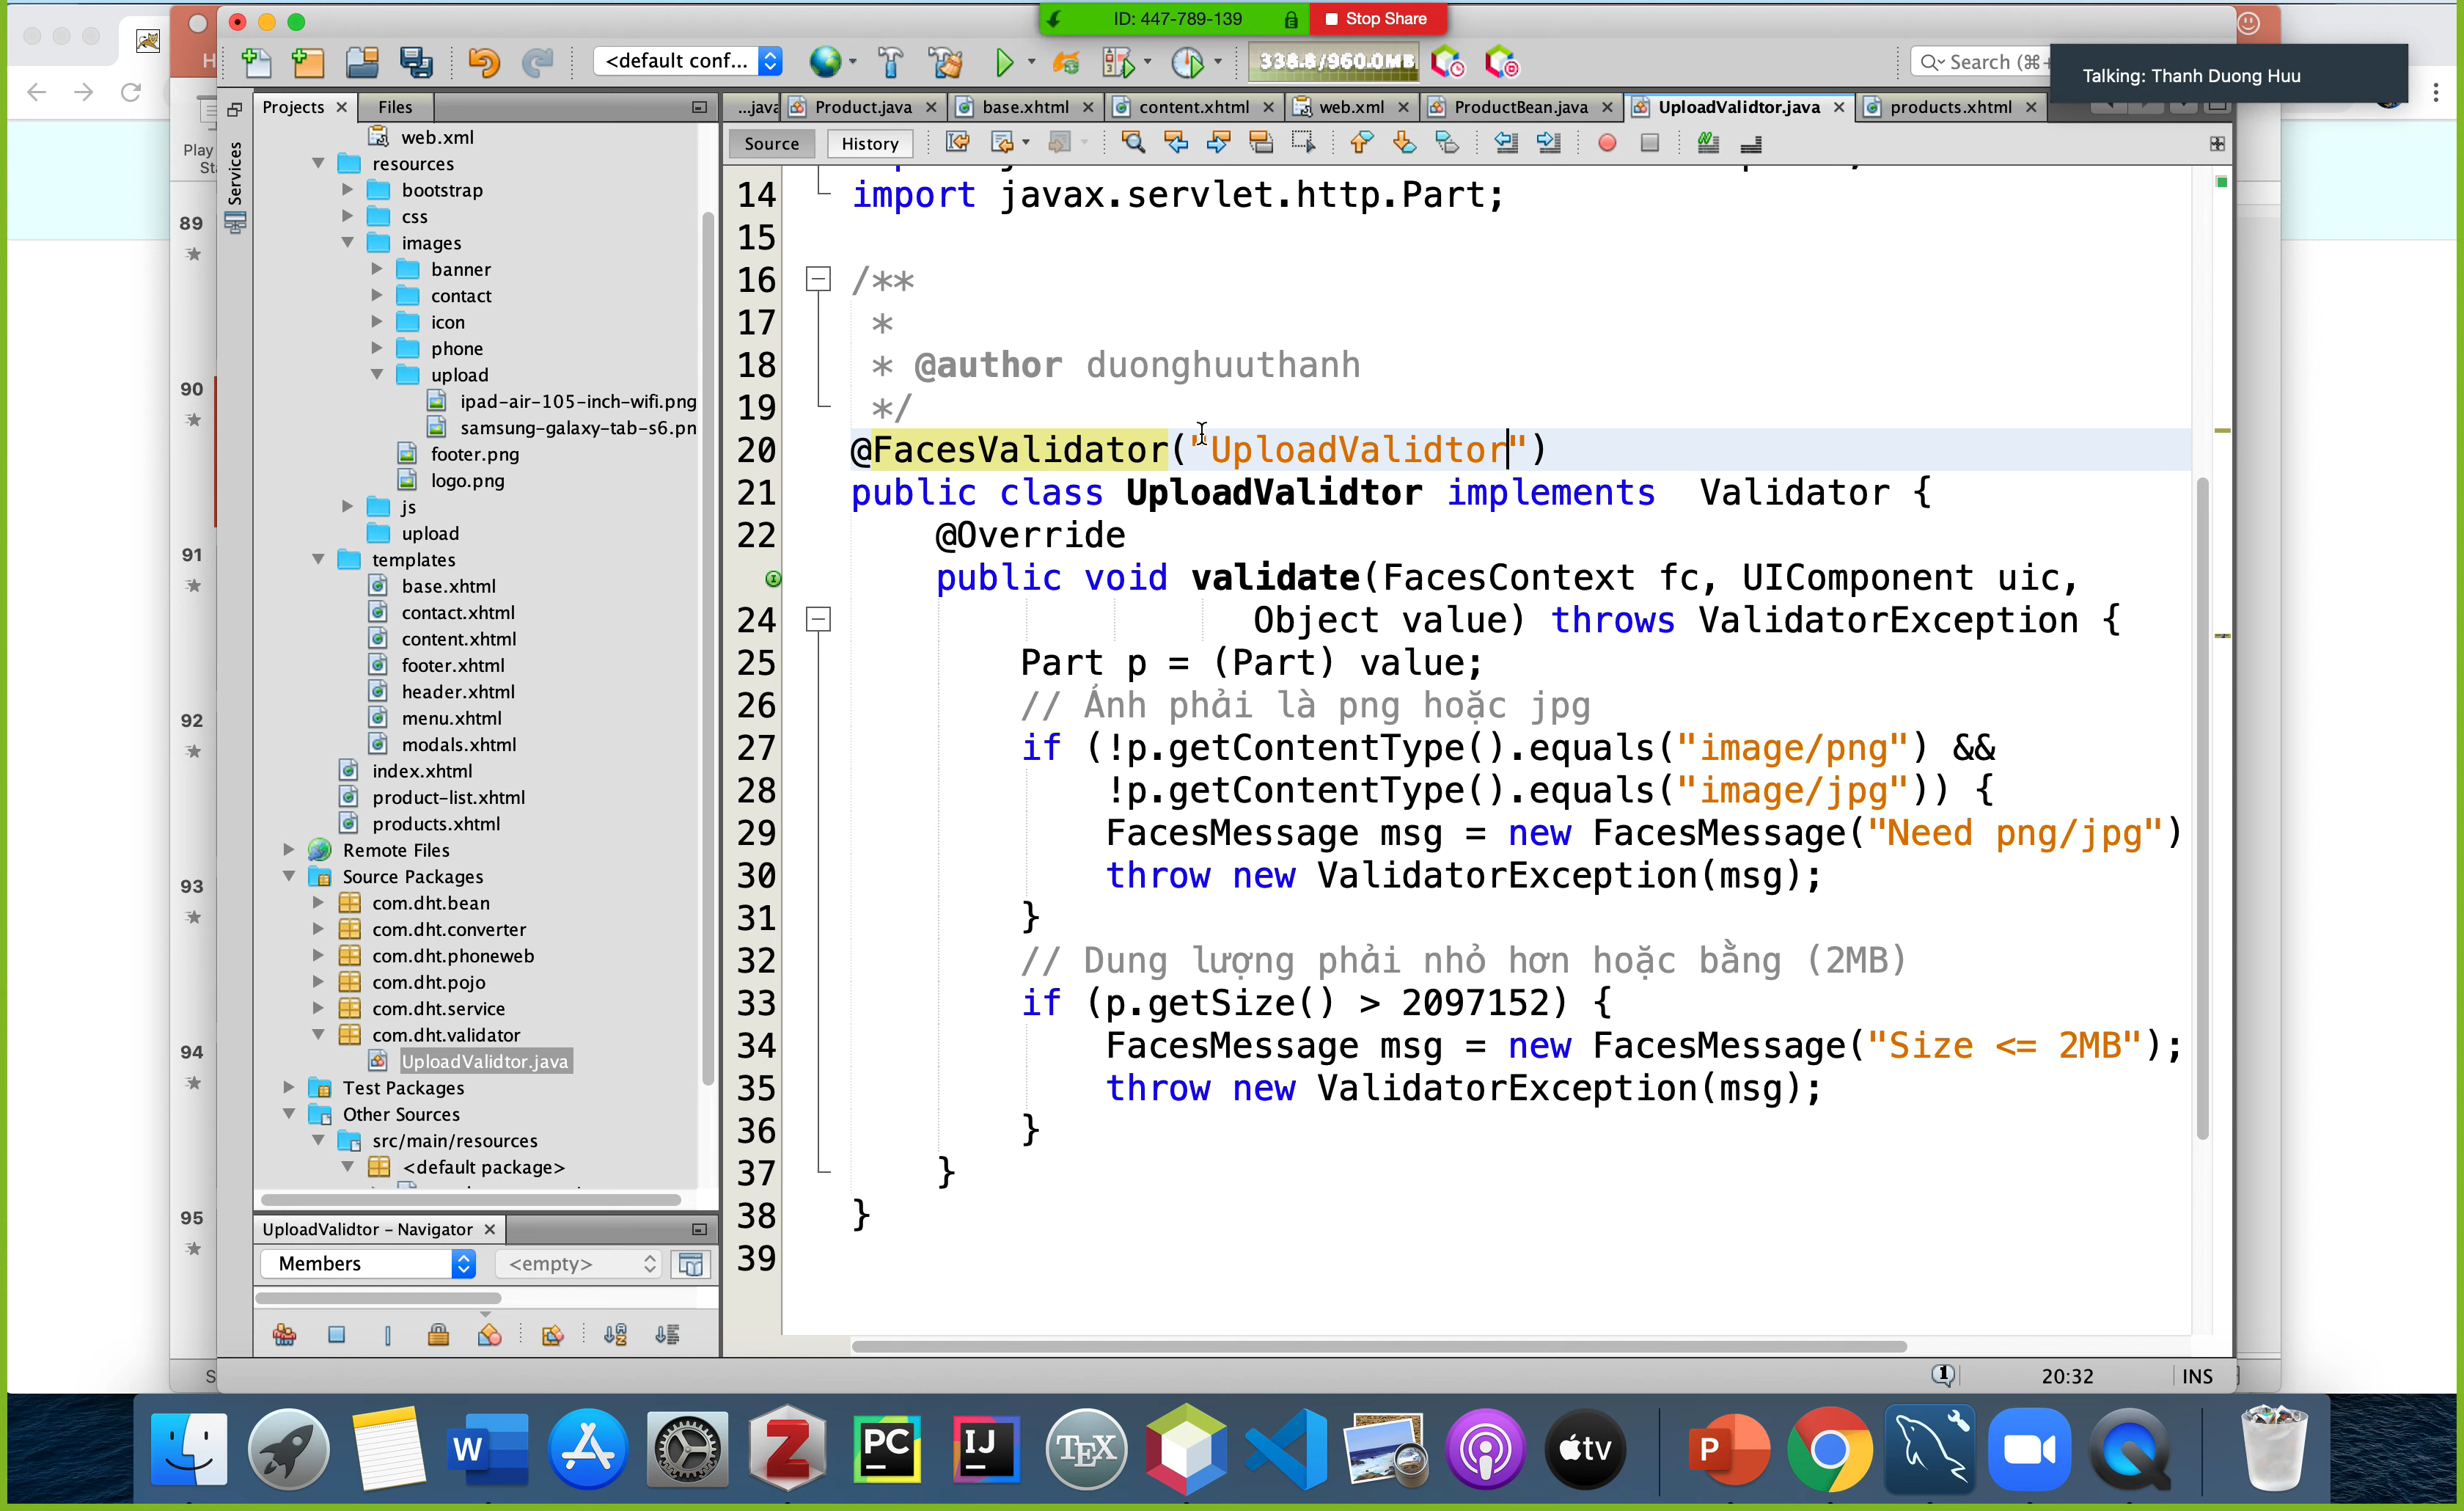 ID: 447-789-139
Stop Share
Talking: Thanh Duong Huu
H
<default conf...
338.8/960.0MB
Search (⌘+
Projects
Files
...java
Product.java
base.xhtml
content.xhtml
web.xml
ProductBean.java
UploadValidtor.java
products.xhtml
Source
History
Play
St
Services
89
90
91
92
93
94
95
web.xml
resources
bootstrap
css
images
banner
contact
icon
phone
upload
ipad-air-105-inch-wifi.png
samsung-galaxy-tab-s6.pn
footer.png
logo.png
js
upload
templates
base.xhtml
contact.xhtml
content.xhtml
footer.xhtml
header.xhtml
menu.xhtml
modals.xhtml
index.xhtml
product-list.xhtml
products.xhtml
Remote Files
Source Packages
com.dht.bean
com.dht.converter
com.dht.phoneweb
com.dht.pojo
com.dht.service
com.dht.validator
UploadValidtor.java
Test Packages
Other Sources
src/main/resources
<default package>
UploadValidtor – Navigator
Members
<empty>
14 import javax.servlet.http.Part;
15
16 /**
17 *
18 * @author duonghuuthanh
19 */
20 @FacesValidator("UploadValidtor")
21 public class UploadValidtor implements  Validator {
22 @Override
public void validate(FacesContext fc, UIComponent uic,
24 Object value) throws ValidatorException {
25 Part p = (Part) value;
26 // Ảnh phải là png hoặc jpg
27 if (!p.getContentType().equals("image/png") &&
28 !p.getContentType().equals("image/jpg")) {
29 FacesMessage msg = new FacesMessage("Need png/jpg")
30 throw new ValidatorException(msg);
31 }
32 // Dung lượng phải nhỏ hơn hoặc bằng (2MB)
33 if (p.getSize() > 2097152) {
34 FacesMessage msg = new FacesMessage("Size <= 2MB");
35 throw new ValidatorException(msg);
36 }
37 }
38 }
39
S
1
20:32
INS
W
Z
PC
IJ
TEX
tv
P